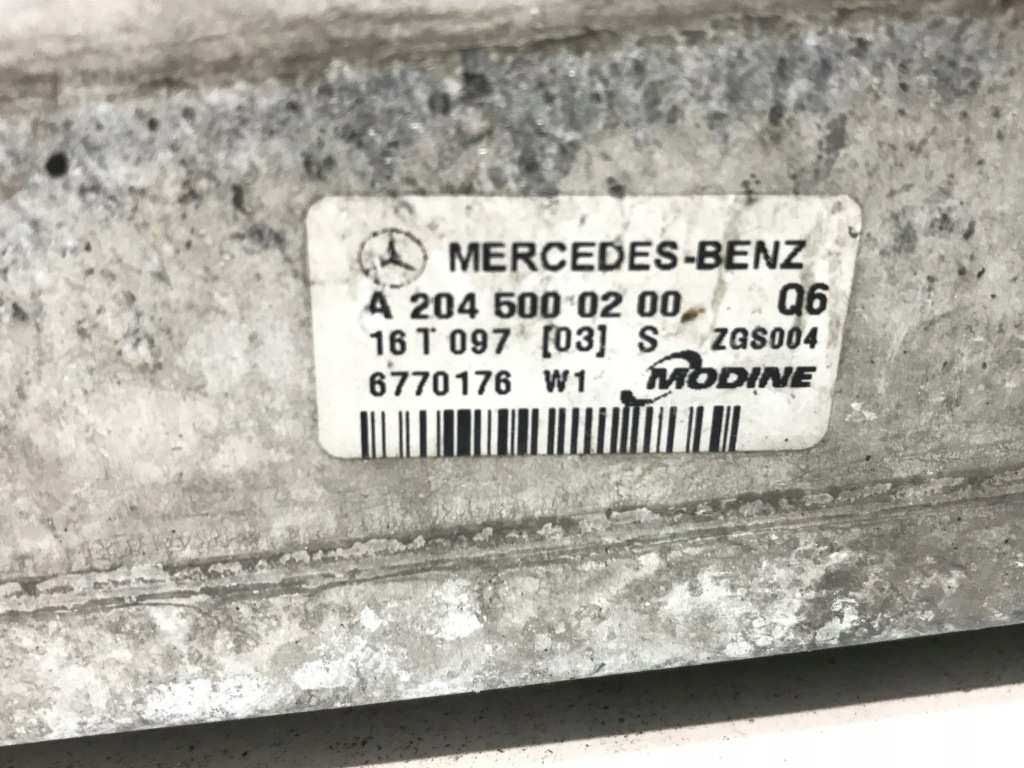 MERCEDES-BENZ
A 204 500 02 00 Q6
16 T 097 [03] S ZGS004
6770176 W1 MODINE